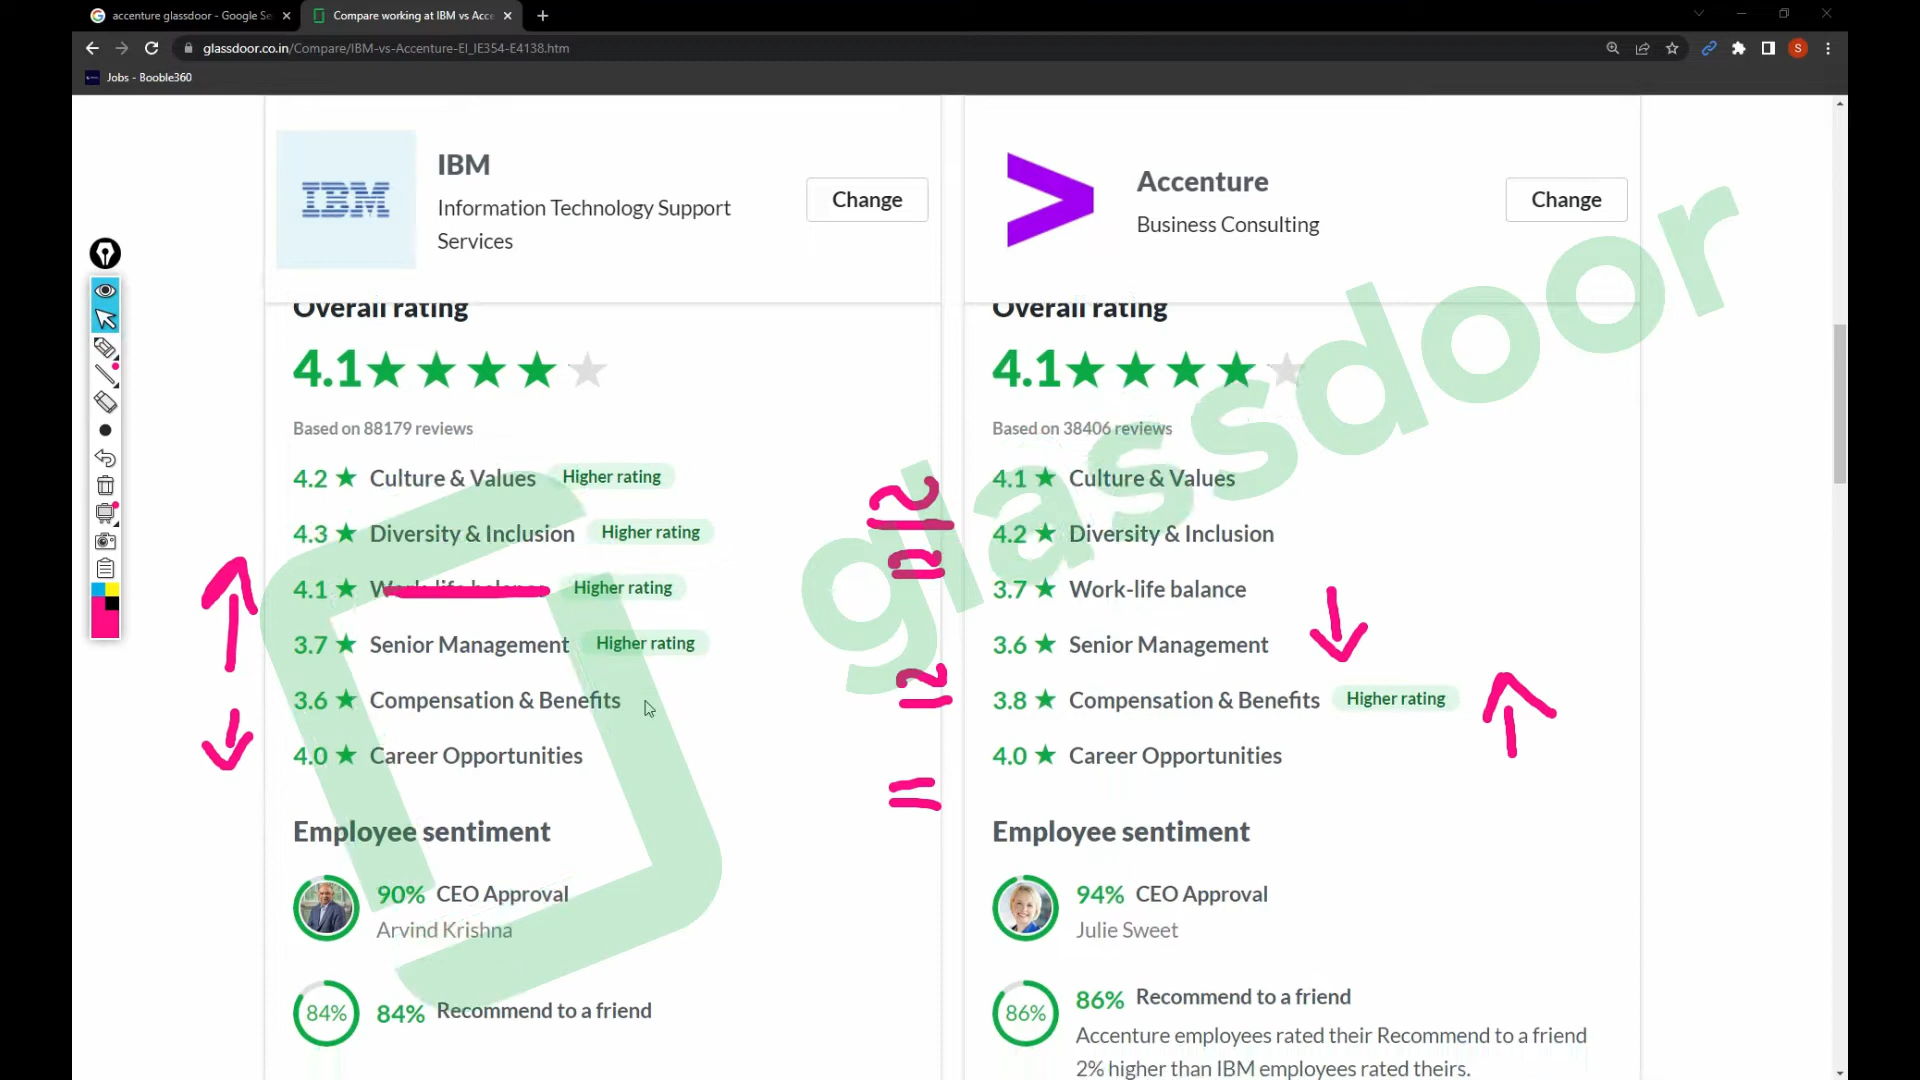 accenture glassdoor - Google Se
Compare working at IBM vs Acce
glassdoor.co.in/Compare/IBM-vs-Accenture-EI_IE354-E4138.htm
S
Jobs - Booble360
IBM
IBM
Information Technology Support
Services
Change
Accenture
Business Consulting
Change
Overall rating
4.1
Based on 88179 reviews
4.2 Culture & Values Higher rating
4.3 Diversity & Inclusion Higher rating
4.1 Work-life balance Higher rating
3.7 Senior Management Higher rating
3.6 Compensation & Benefits
4.0 Career Opportunities
Employee sentiment
90% CEO Approval
Arvind Krishna
84% 84% Recommend to a friend
Overall rating
4.1
Based on 38406 reviews
4.1 Culture & Values
4.2 Diversity & Inclusion
3.7 Work-life balance
3.6 Senior Management
3.8 Compensation & Benefits Higher rating
4.0 Career Opportunities
Employee sentiment
94% CEO Approval
Julie Sweet
86% 86% Recommend to a friend
Accenture employees rated their Recommend to a friend
2% higher than IBM employees rated theirs.
glassdoor